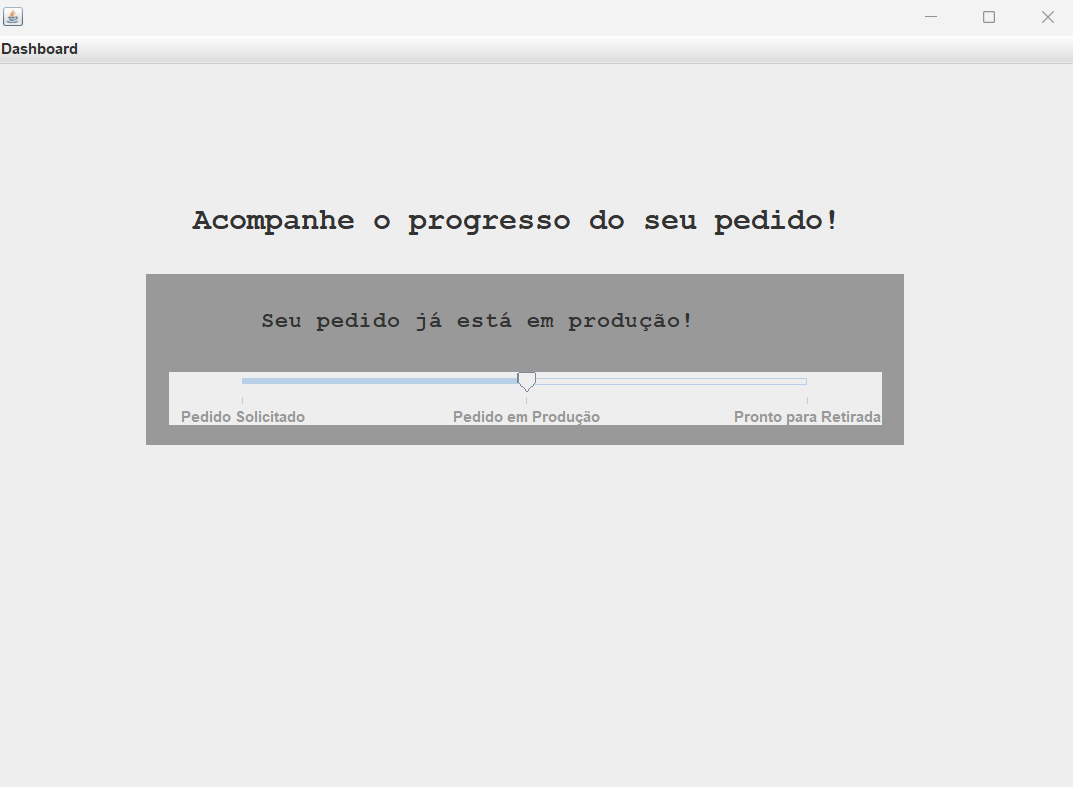 Dashboard
Acompanhe o progresso do seu pedido!
Seu pedido já está em produção!
Pedido Solicitado Pedido em Produção Pronto para Retirada